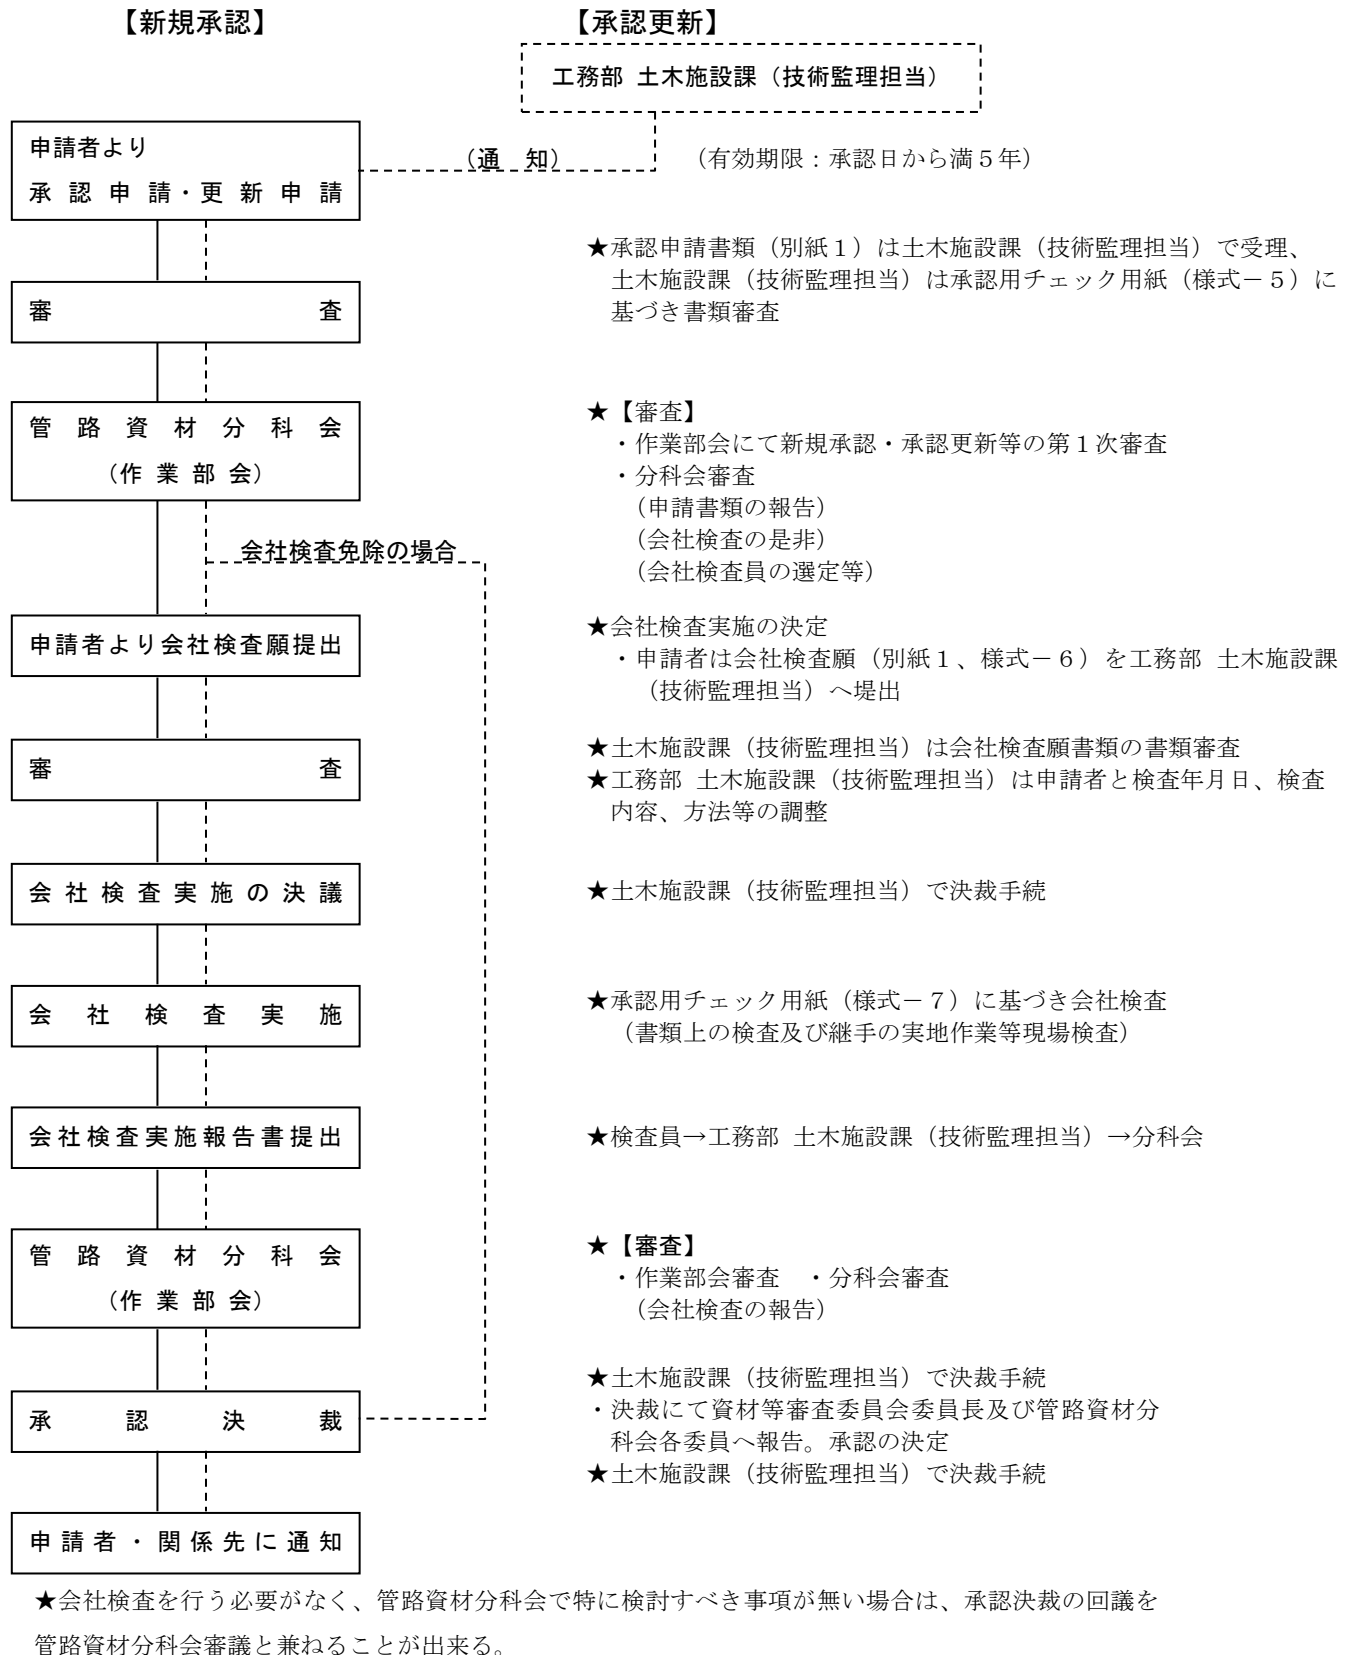 【新規承認】
【承認更新】
工務部 土木施設課（技術監理担当）
申請者より
承認申請・更新申請
（通　知）
（有効期限：承認日から満５年）
★承認申請書類（別紙１）は土木施設課（技術監理担当）で受理、
土木施設課（技術監理担当）は承認用チェック用紙（様式－５）に
基づき書類審査
審　　　　　　査
管路資材分科会
（作業部会）
★【審査】
・作業部会にて新規承認・承認更新等の第１次審査
・分科会審査
（申請書類の報告）
（会社検査の是非）
（会社検査員の選定等）
会社検査免除の場合
申請者より会社検査願提出
★会社検査実施の決定
・申請者は会社検査願（別紙１、様式－６）を工務部 土木施設課
（技術監理担当）へ堤出
審　　　　　　査
★土木施設課（技術監理担当）は会社検査願書類の書類審査
★工務部 土木施設課（技術監理担当）は申請者と検査年月日、検査
内容、方法等の調整
会社検査実施の決議
★土木施設課（技術監理担当）で決裁手続
会社検査実施
★承認用チェック用紙（様式－７）に基づき会社検査
（書類上の検査及び継手の実地作業等現場検査）
会社検査実施報告書提出
★検査員→工務部 土木施設課（技術監理担当）→分科会
管路資材分科会
（作業部会）
★【審査】
・作業部会審査　・分科会審査
（会社検査の報告）
承認決裁
★土木施設課（技術監理担当）で決裁手続
・決裁にて資材等審査委員会委員長及び管路資材分
科会各委員へ報告。承認の決定
★土木施設課（技術監理担当）で決裁手続
申請者・関係先に通知
★会社検査を行う必要がなく、管路資材分科会で特に検討すべき事項が無い場合は、承認決裁の回議を
管路資材分科会審議と兼ねることが出来る。